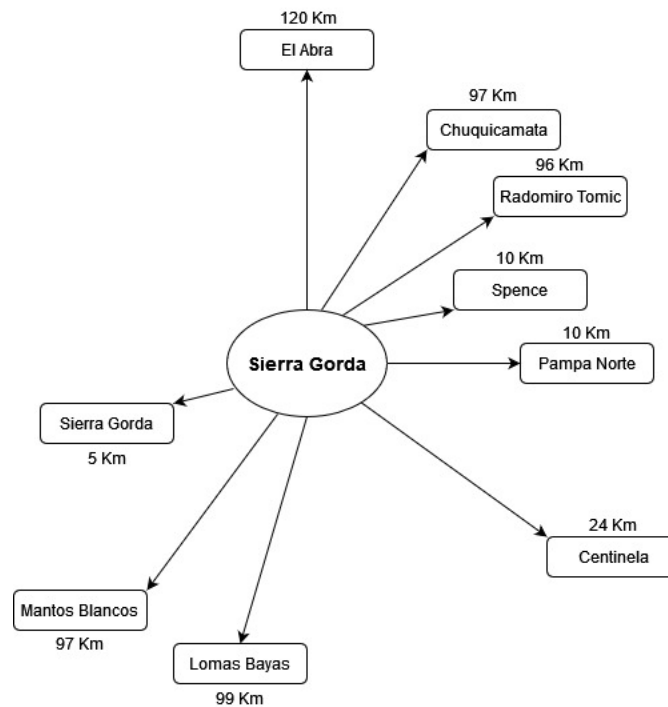 120 Km
El Abra
97 Km
Chuquicamata
96 Km
Radomiro Tomic
10 Km
Spence
10 Km
Sierra Gorda
Pampa Norte
Sierra Gorda
5 Km
24 Km
Centinela
Mantos Blancos
97 Km
Lomas Bayas
99 Km